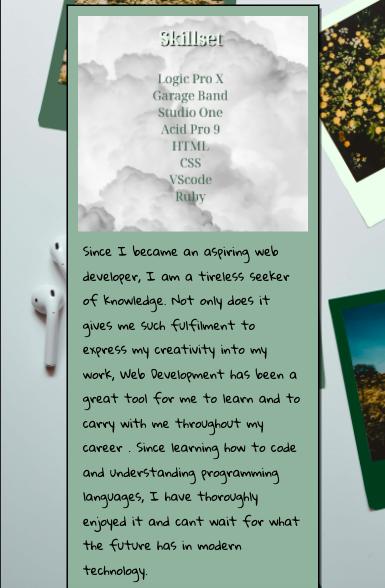 Skillset
Logic Pro X
Garage Band
Studio One
Acid Pro 9
HTML
CSS
VScode
Ruby
Since I became an aspiring web
developer, I am a tireless seeker
of knowledge. Not only does it
gives me such fulfilment to
express my creativity into my
work, Web Development has been a
great tool for me to learn and to
carry with me throughout my
career . Since learning how to code
and understanding programming
languages, I have thoroughly
enjoyed it and cant wait for what
the future has in modern
technology.